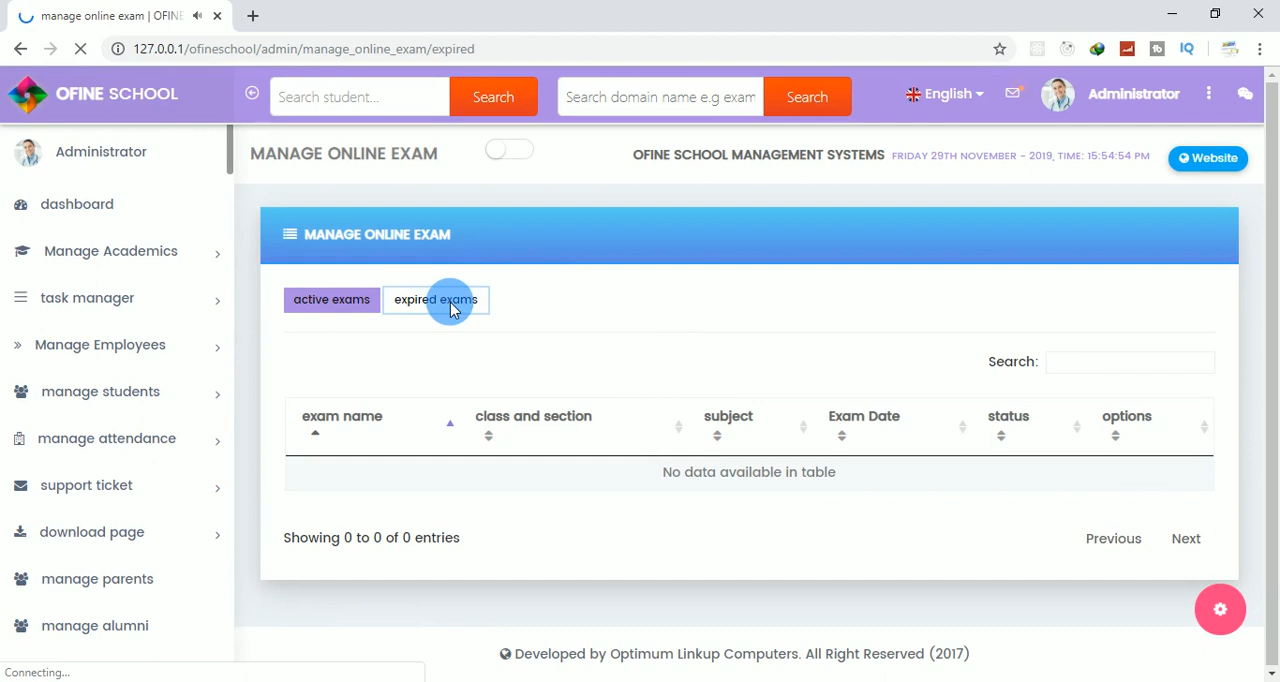 manage online exam | OFINE
127.0.0.1/ofineschool/admin/manage_online_exam/expired
OFINE SCHOOL
Search student...
Search
Search domain name e.g exam
Search
English
Administrator
Administrator
MANAGE ONLINE EXAM
OFINE SCHOOL MANAGEMENT SYSTEMS FRIDAY 29TH NOVEMBER - 2019, TIME: 15:54:54 PM
Website
dashboard
Manage Academics
task manager
Manage Employees
manage students
manage attendance
support ticket
download page
manage parents
manage alumni
MANAGE ONLINE EXAM
active exams
expired exams
Search:
exam name class and section subject Exam Date status options
No data available in table
Showing 0 to 0 of 0 entries
Previous Next
Developed by Optimum Linkup Computers. All Right Reserved (2017)
Connecting...